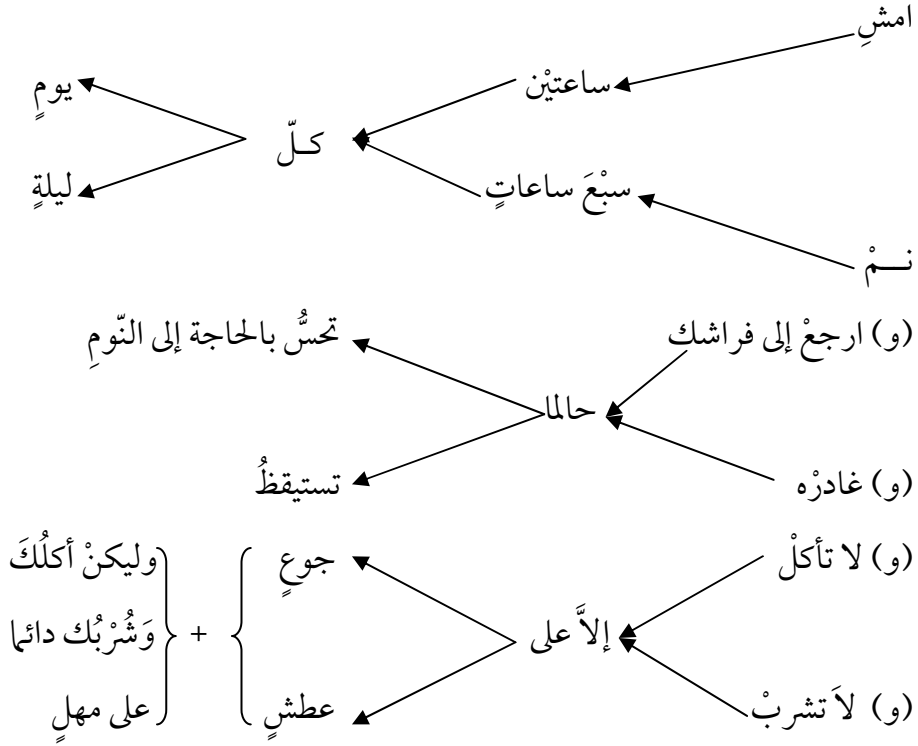 امشِ
ساعتيْن
يومٍ
كـلّ
سبْعَ ساعاتٍ
ليلةٍ
نـــمْ
(و) ارجعْ إلى فراشك
تحسُّ بالحاجة إلى النّومِ
حالما
(و) غادرْه
تستيقظُ
(و) لا تأكلْ
جوعٍ
وليكنْ أكلُكَ
إلاَّ على
+
وَشُرْبُك دائما
(و) لاَ تشربْ
عطشٍ
على مهلٍ